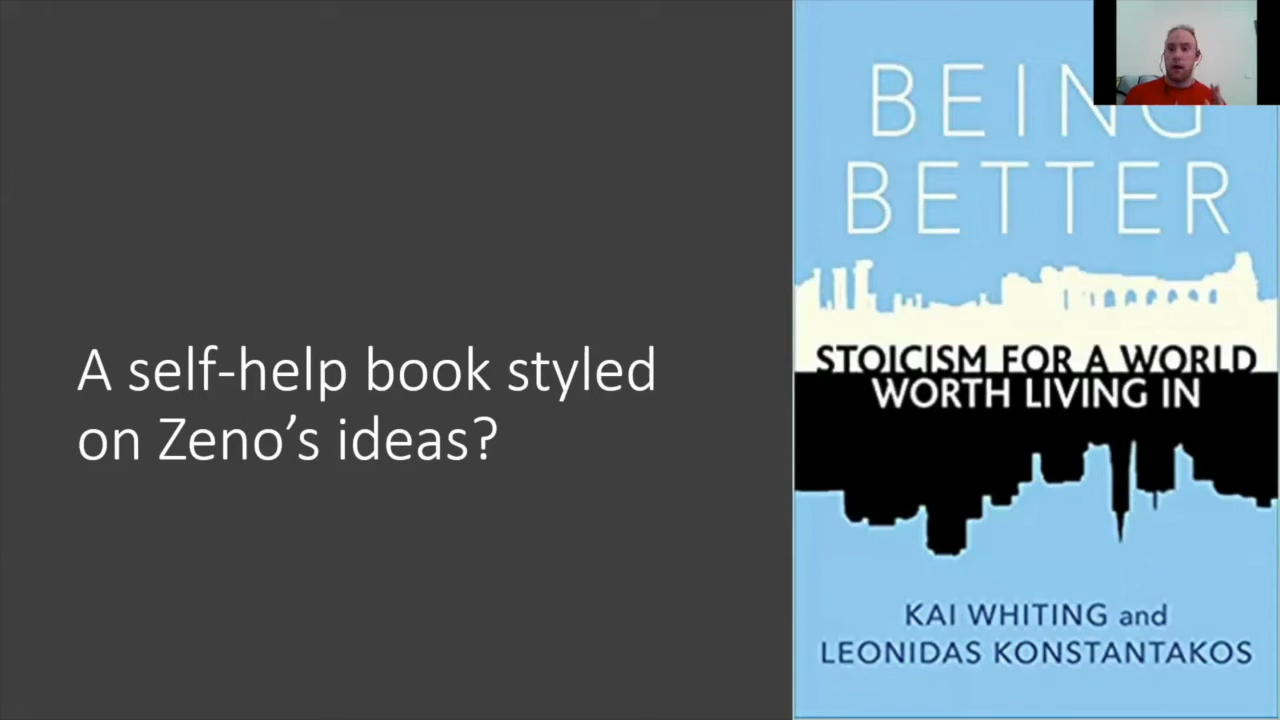 A self-help book styled
on Zeno’s ideas?
BEING
BETTER
STOICISM FOR A WORLD
WORTH LIVING IN
KAI WHITING and
LEONIDAS KONSTANTAKOS